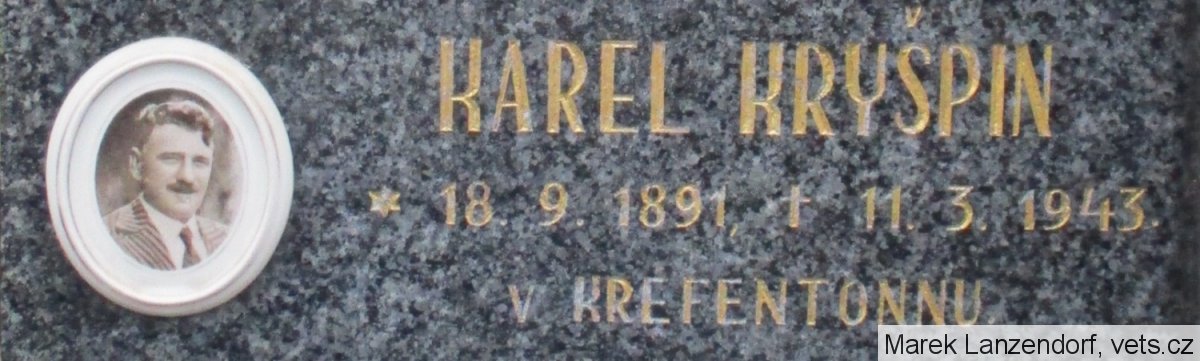 KAREL KRYŠPIN
* 18. 9. 1891, † 11. 3. 1943.
V KREFENTONNU.
Marek Lanzendorf, vets.cz